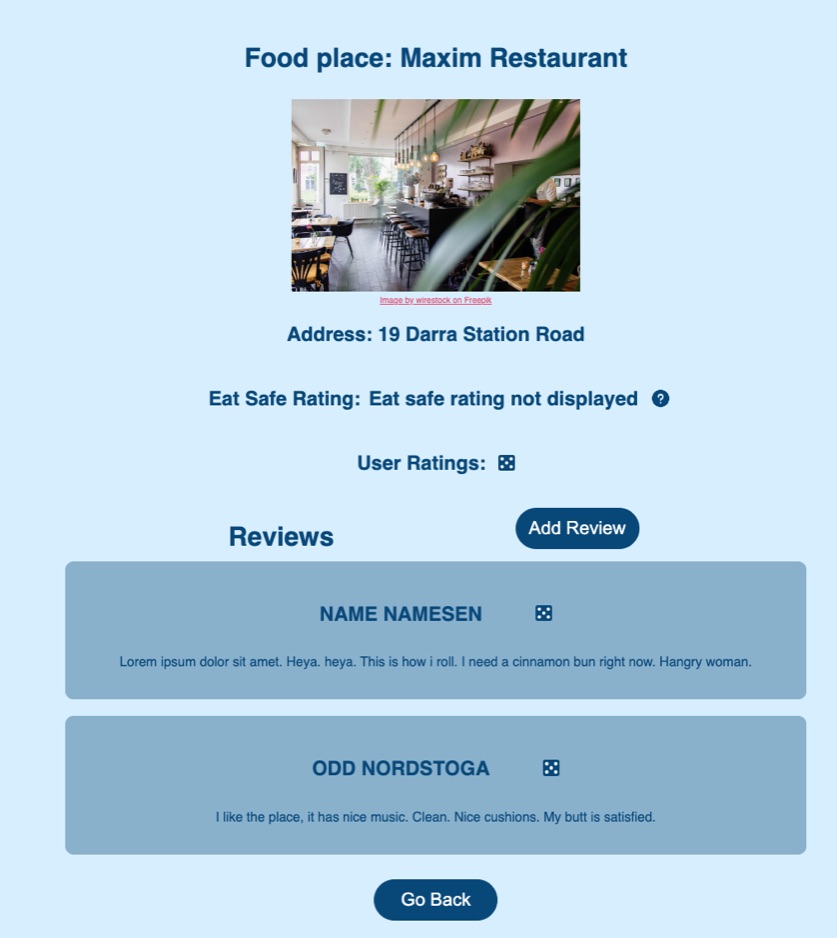 Food place: Maxim Restaurant
Image by wirestock on Freepik
Address: 19 Darra Station Road
Eat Safe Rating: Eat safe rating not displayed ?
User Ratings:
Reviews
Add Review
NAME NAMESEN
Lorem ipsum dolor sit amet. Heya. heya. This is how i roll. I need a cinnamon bun right now. Hangry woman.
ODD NORDSTOGA
I like the place, it has nice music. Clean. Nice cushions. My butt is satisfied.
Go Back